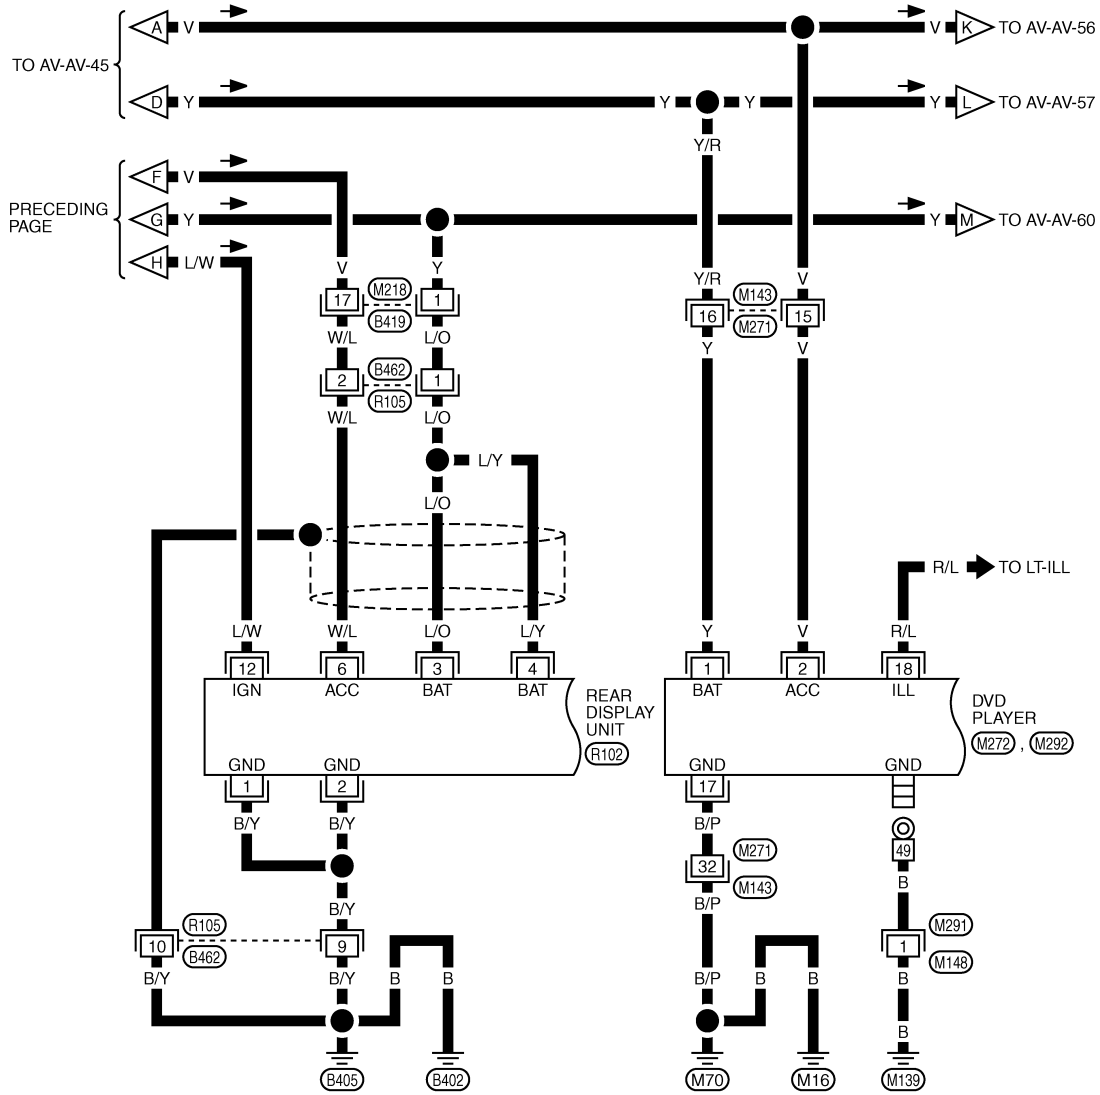 A V V K TO AV-AV-56
TO AV-AV-45
D Y Y Y Y L TO AV-AV-57
Y/R
F V
PRECEDING
PAGE
G Y Y M TO AV-AV-60
H L/W V Y Y/R V
17 M218 1
B419
16 M143 15
M271
W/L L/O Y V
2 B462 1
R105
W/L L/O
L/Y
L/O
R/L TO LT-ILL
L/W W/L L/O L/Y Y V R/L
12 6 3 4 1 2 18
IGN ACC BAT BAT BAT ACC ILL
REAR
DISPLAY
UNIT
R102
DVD
PLAYER
M272 , M292
GND GND GND GND
1 2 17
B/Y B/Y B/P
49
32 M271
M143
B
B/Y B/P
R105
10 9
B462
M291
1
M148
B/Y B/Y B B B/P B B B
B
B405 B402 M70 M16 M139